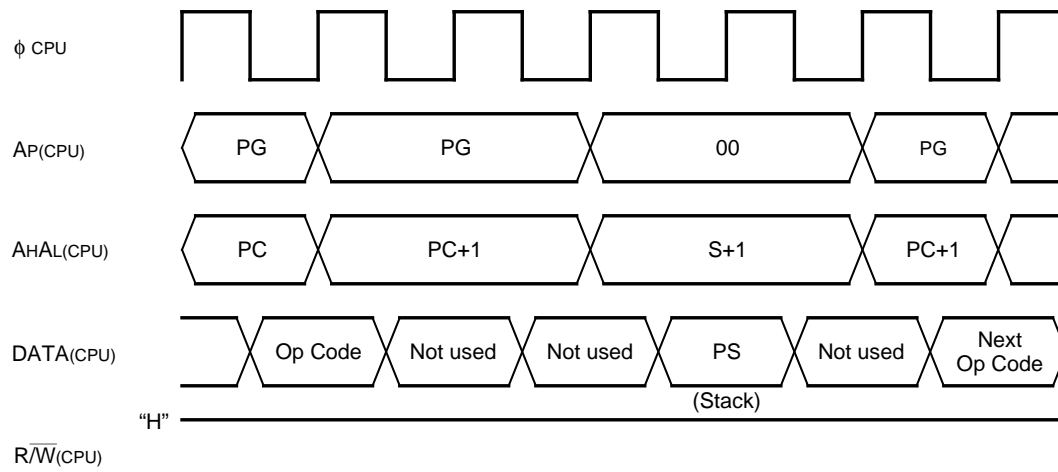 ϕ CPU
AP(CPU)
PG
PG
00
PG
AHAL(CPU)
PC
PC+1
S+1
PC+1
DATA(CPU)
Op Code
Not used
Not used
PS
Not used
Next
Op Code
(Stack)
“H”
R/W̅(CPU)